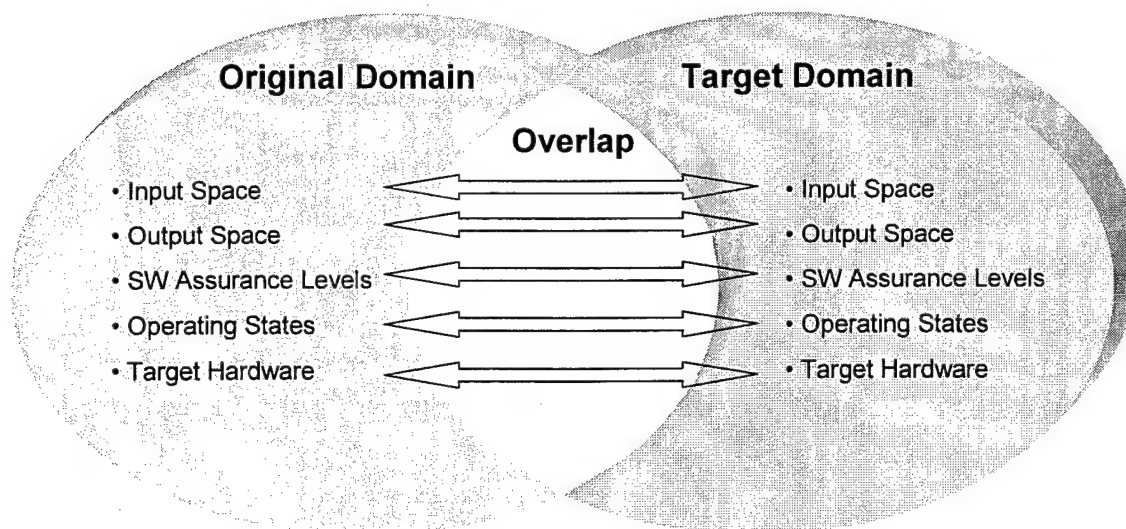 Original Domain
Target Domain
Overlap
• Input Space
• Output Space
• SW Assurance Levels
• Operating States
• Target Hardware
• Input Space
• Output Space
• SW Assurance Levels
• Operating States
• Target Hardware